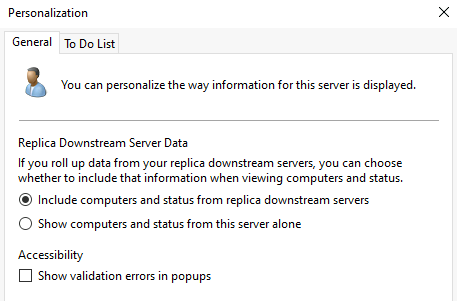 Personalization
General
To Do List
You can personalize the way information for this server is displayed.
Replica Downstream Server Data
If you roll up data from your replica downstream servers, you can choose
whether to include that information when viewing computers and status.
Include computers and status from replica downstream servers
Show computers and status from this server alone
Accessibility
Show validation errors in popups